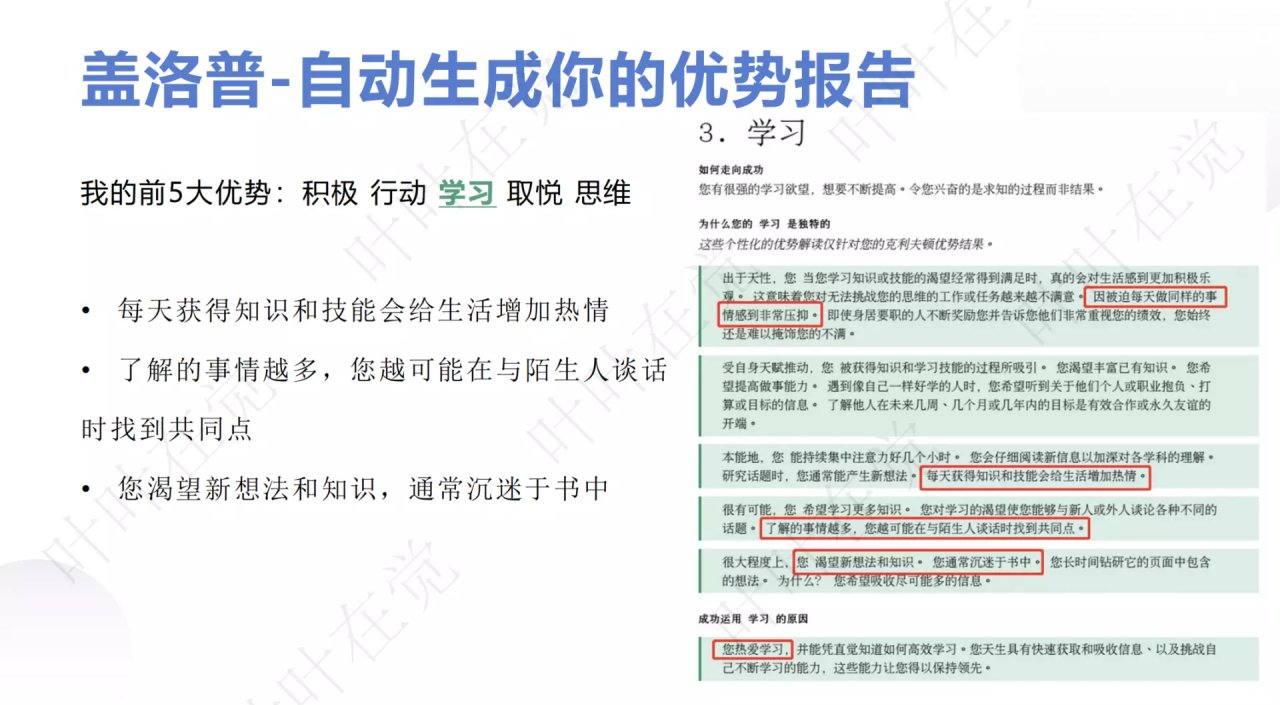 盖洛普-自动生成你的优势报告
我的前5大优势：积极 行动 学习 取悦 思维
• 每天获得知识和技能会给生活增加热情
• 了解的事情越多，您越可能在与陌生人谈话
时找到共同点
• 您渴望新想法和知识，通常沉迷于书中
3. 学习
如何走向成功
您有很强的学习欲望，想要不断提高。令您兴奋的是求知的过程而非结果。
为什么您的 学习 是独特的
这些个性化的优势解读仅针对您的克利夫顿优势结果。
出于天性，您 当您学习知识或技能的渴望经常得到满足时，真的会对生活感到更加积极乐
观。 这意味着您对无法挑战您的思维的工作或任务越来越不满意。 因被迫每天做同样的事
情感到非常压抑。 即使身居要职的人不断奖励您并告诉您他们非常重视您的绩效，您始终
还是难以掩饰您的不满。
受自身天赋推动，您 被获得知识和学习技能的过程所吸引。 您渴望丰富已有知识。 您希
望提高做事能力。 遇到像自己一样好学的人时，您希望听到关于他们个人或职业抱负、打
算或目标的信息。 了解他人在未来几周、几个月或几年内的目标是有效合作或永久友谊的
开端。
本能地，您 能持续集中注意力好几个小时。 您会仔细阅读新信息以加深对各学科的理解。
研究话题时，您通常能产生新想法。 每天获得知识和技能会给生活增加热情。
很有可能，您 希望学习更多知识。 您对学习的渴望使您能够与新人或外人谈论各种不同的
话题。 了解的事情越多，您越可能在与陌生人谈话时找到共同点。
很大程度上，您 渴望新想法和知识。 您通常沉迷于书中。 您长时间钻研它的页面中包含
的想法。 为什么？ 您希望吸收尽可能多的信息。
成功运用 学习 的原因
您热爱学习，并能凭直觉知道如何高效学习。您天生具有快速获取和吸收信息、以及挑战自
己不断学习的能力，这些能力让您得以保持领先。
叶叶在觉
叶叶在觉
叶叶在觉
叶叶在觉
叶叶在觉
叶叶在觉